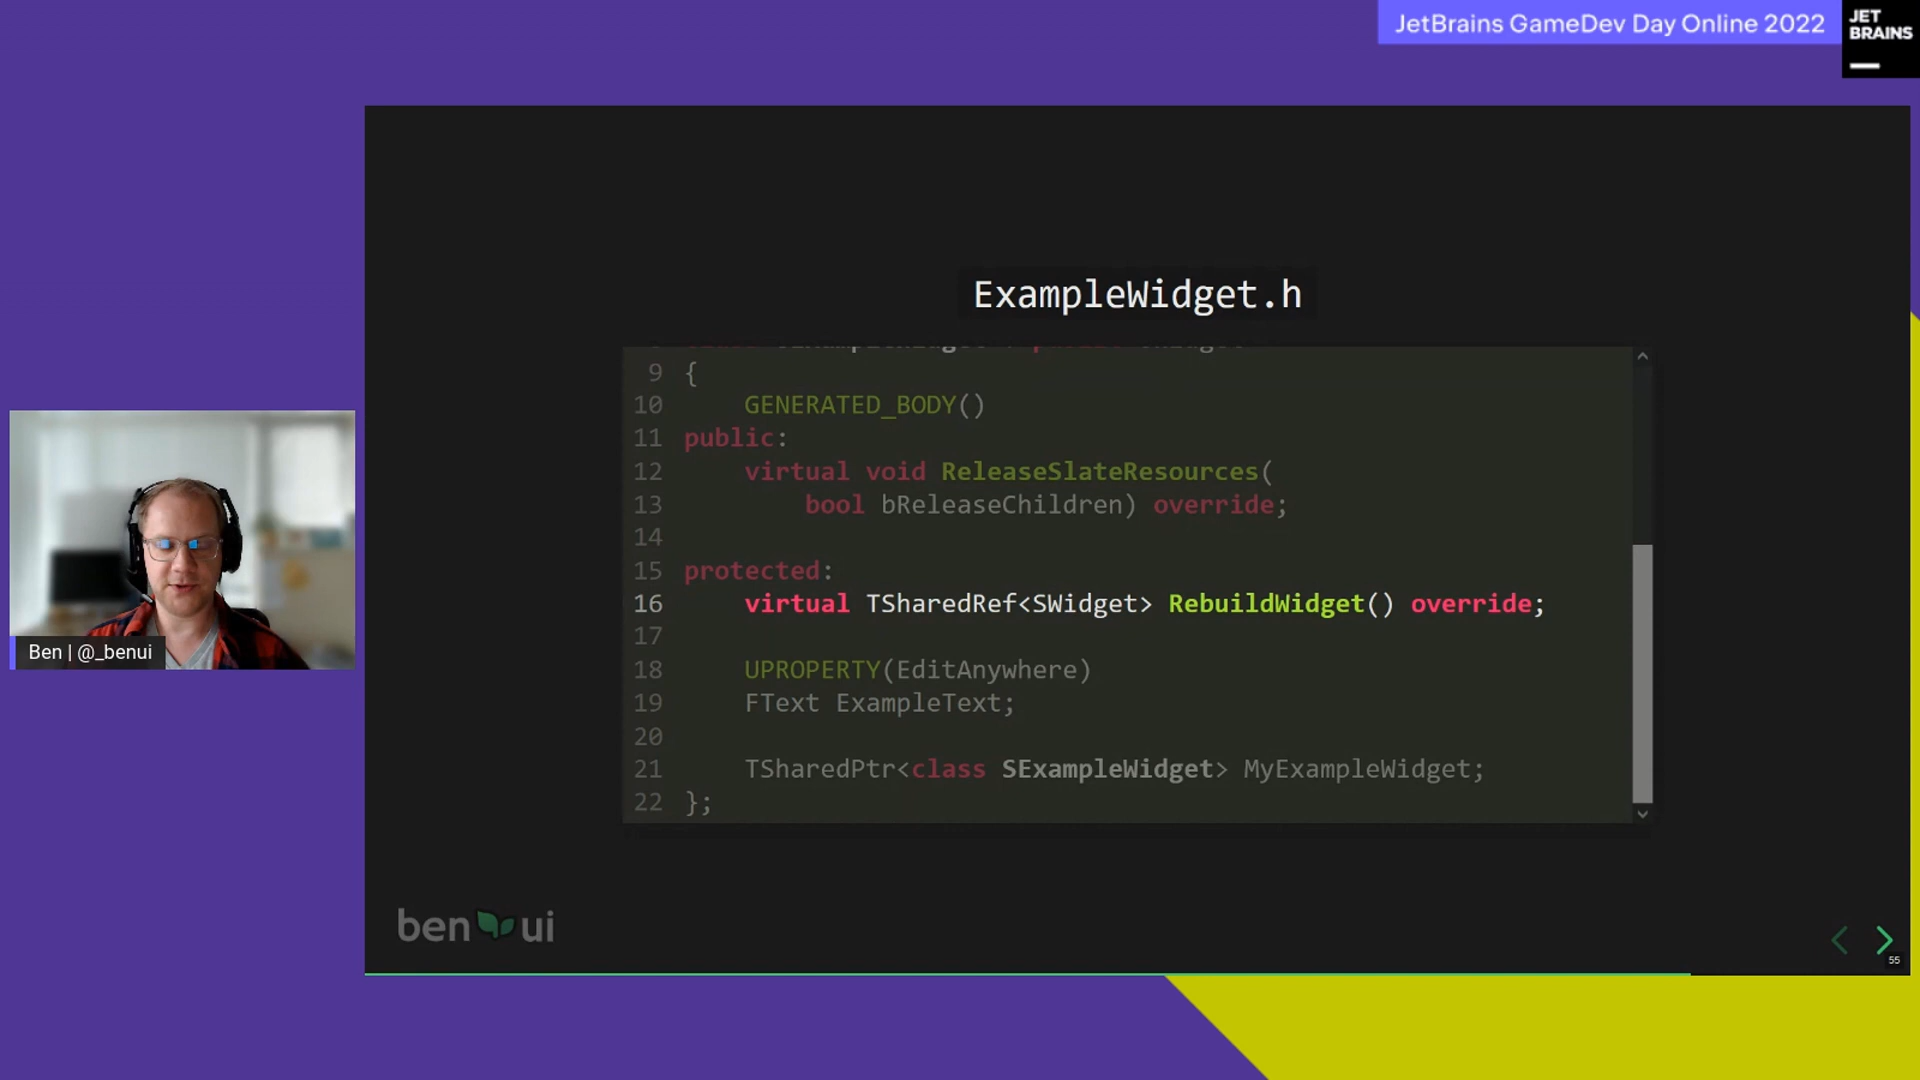 JetBrains GameDev Day Online 2022
JET
BRAINS
ExampleWidget.h
9 {
10 GENERATED_BODY()
11 public:
12 virtual void ReleaseSlateResources(
13 bool bReleaseChildren) override;
14
15 protected:
16 virtual TSharedRef<SWidget> RebuildWidget() override;
17
18 UPROPERTY(EditAnywhere)
19 FText ExampleText;
20
21 TSharedPtr<class SExampleWidget> MyExampleWidget;
22 };
Ben | @_benui
ben ui
55